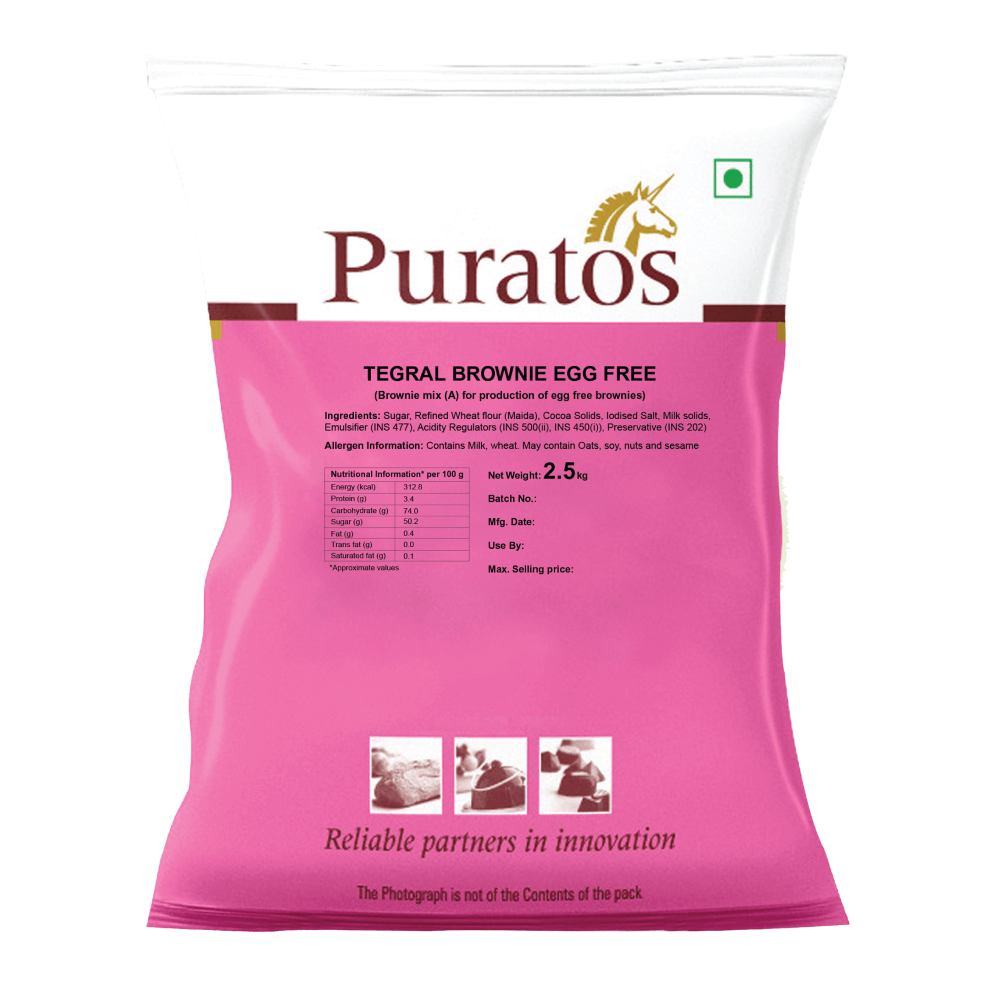 Puratos
TEGRAL BROWNIE EGG FREE
(Brownie mix (A) for production of egg free brownies)
Ingredients: Sugar, Refined Wheat flour (Maida), Cocoa Solids, Iodised Salt, Milk solids,
Emulsifier (INS 477), Acidity Regulators (INS 500(ii), INS 450(i)), Preservative (INS 202)
Allergen Information: Contains Milk, wheat. May contain Oats, soy, nuts and sesame
Nutritional Information* per 100 g
Energy (kcal) 312.8
Protein (g) 3.4
Carbohydrate (g) 74.0
Sugar (g) 50.2
Fat (g) 0.4
Trans fat (g) 0.0
Saturated fat (g) 0.1
*Approximate values
Net Weight: 2.5kg
Batch No.:
Mfg. Date:
Use By:
Max. Selling price:
Reliable partners in innovation
The Photograph is not of the Contents of the pack